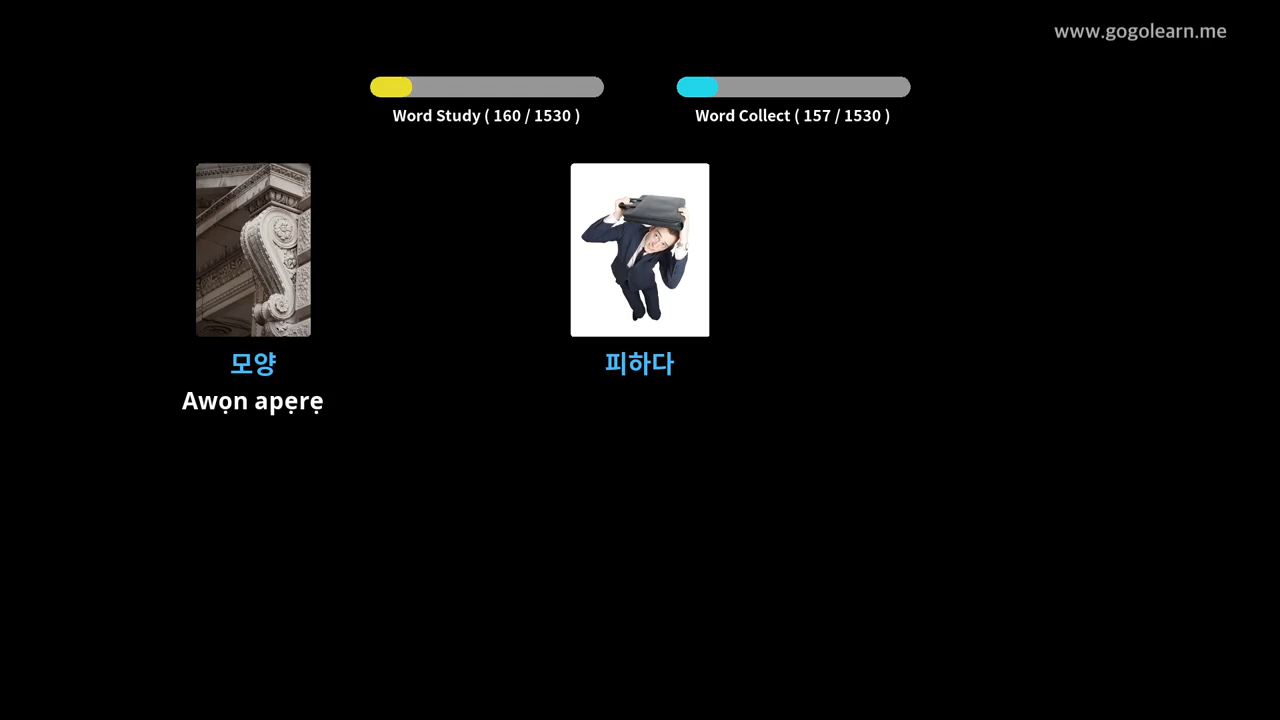 www.gogolearn.me
Word Study ( 160 / 1530 )
Word Collect ( 157 / 1530 )
모양
Awọn apẹrẹ
피하다